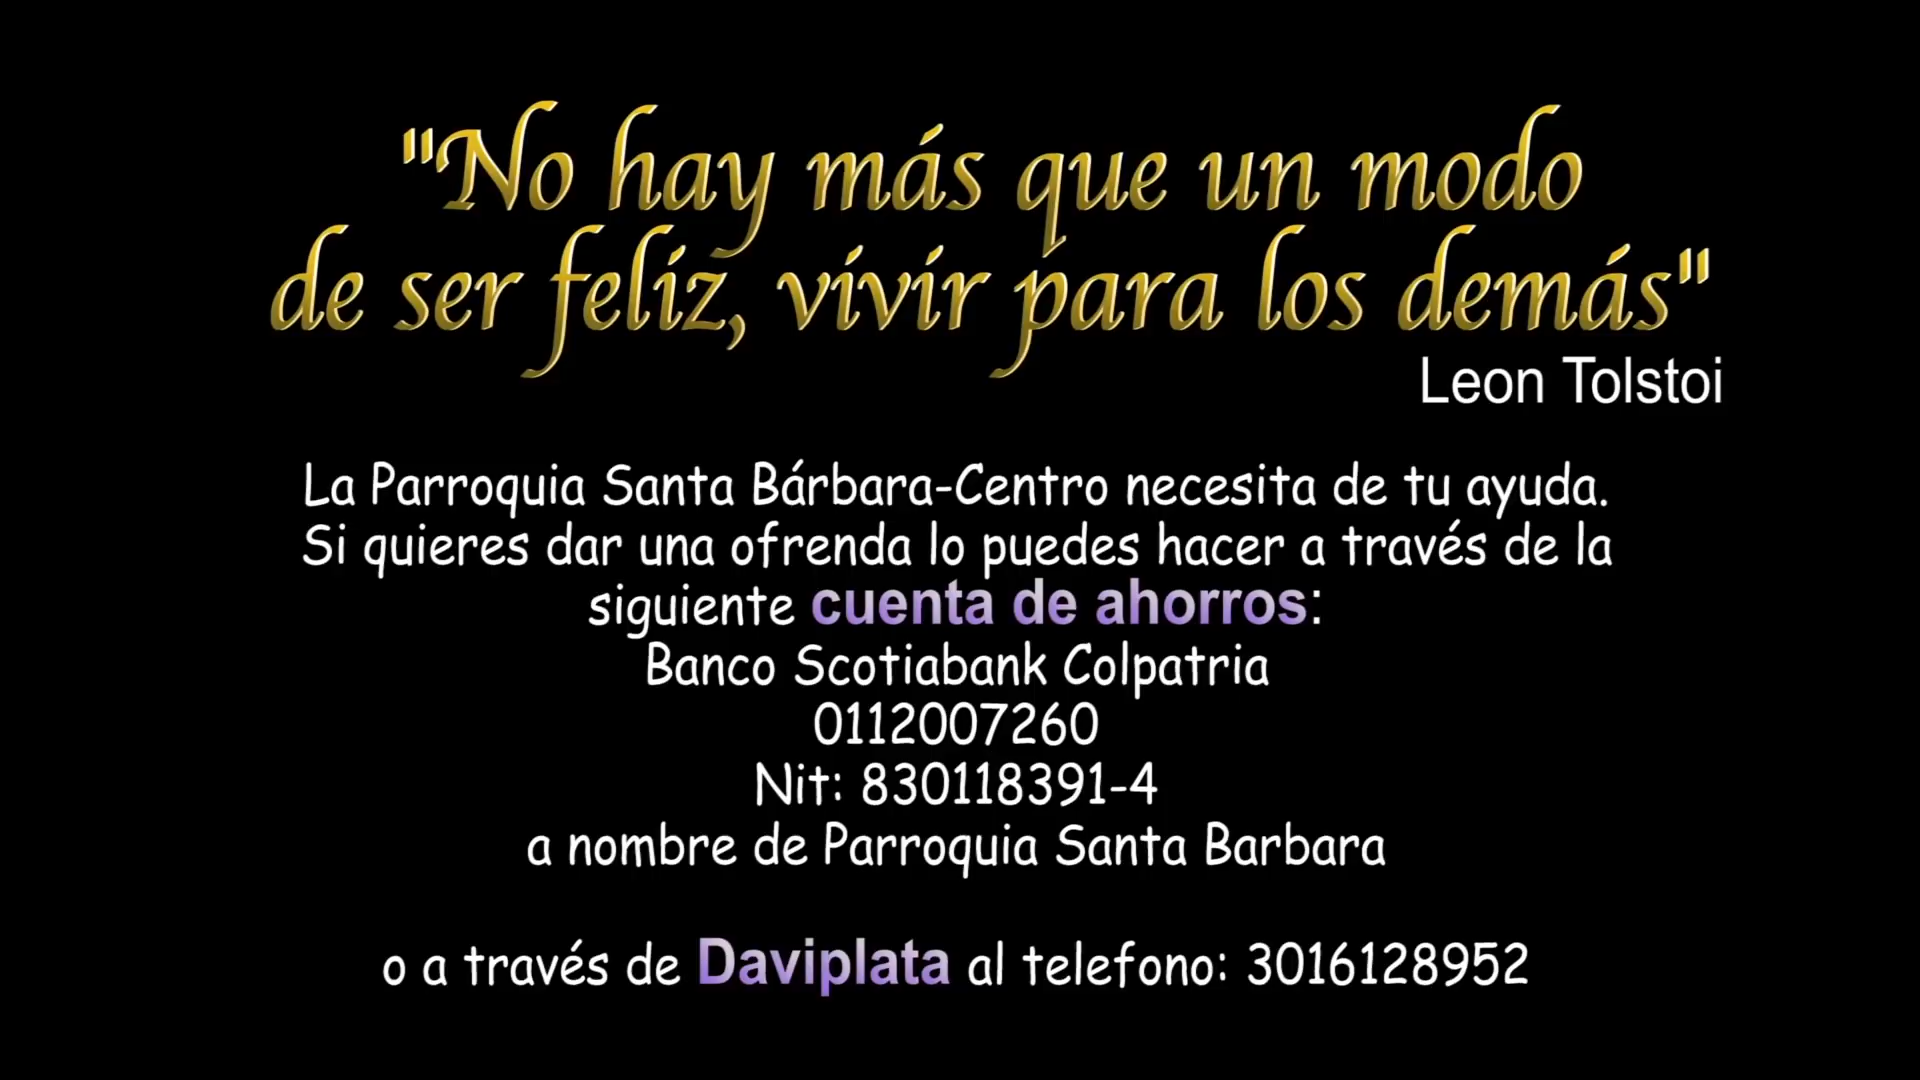 "No hay más que un modo
de ser feliz, vivir para los demás"
Leon Tolstoi
La Parroquia Santa Bárbara-Centro necesita de tu ayuda.
Si quieres dar una ofrenda lo puedes hacer a través de la
siguiente cuenta de ahorros:
Banco Scotiabank Colpatria
0112007260
Nit: 830118391-4
a nombre de Parroquia Santa Barbara
o a través de Daviplata al telefono: 3016128952